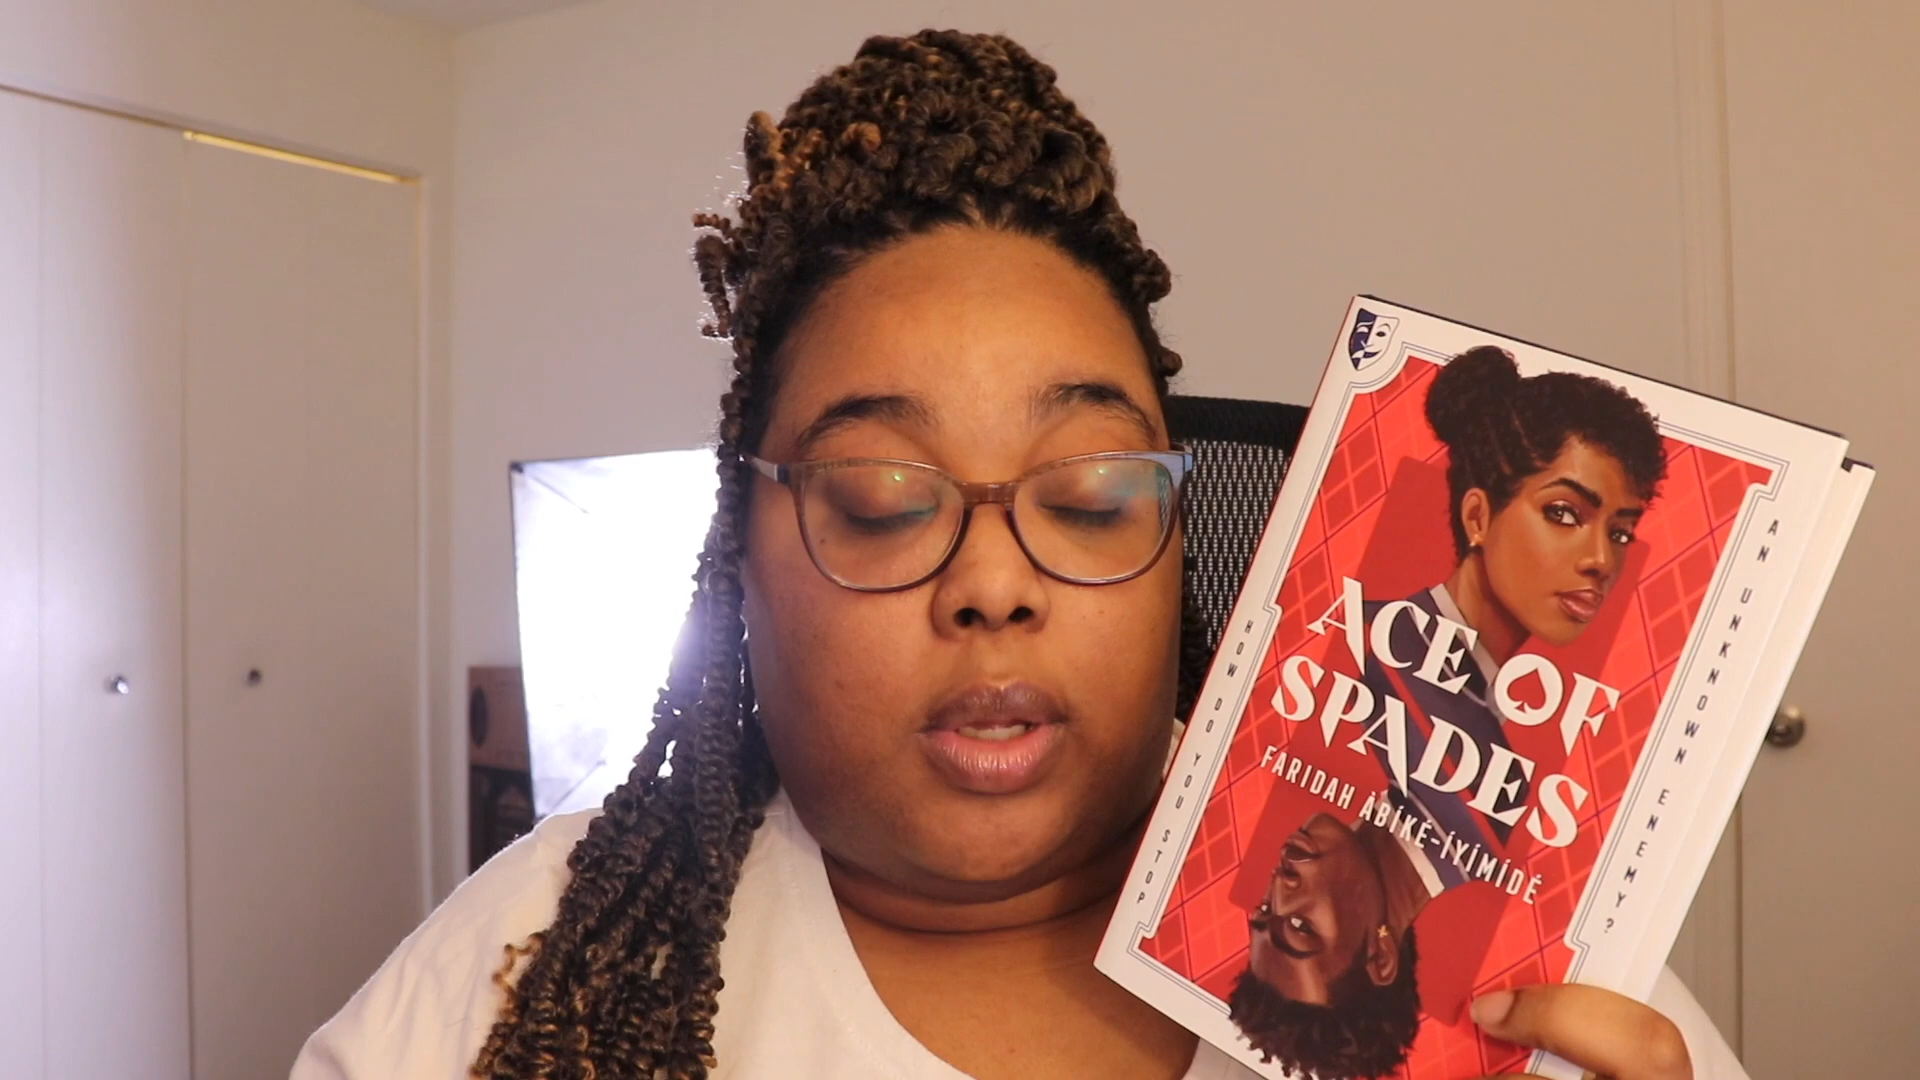 ACE OF
SPADES
FARIDAH ÀBÍKÉ-ÍYÍMÍDÉ
HOW DO YOU STOP
AN UNKNOWN ENEMY?